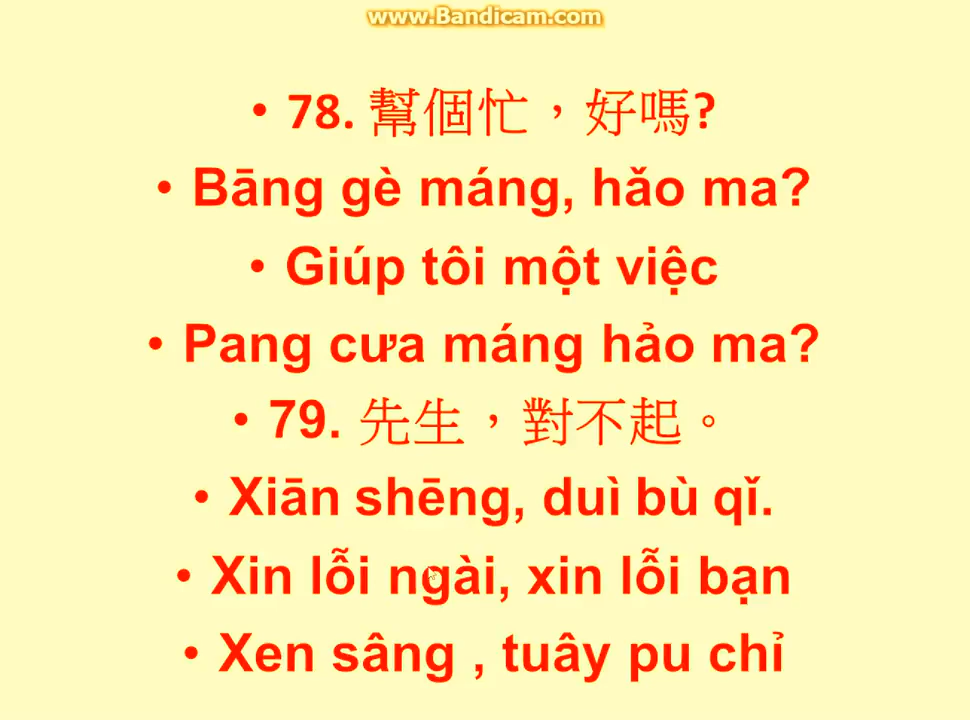 www.Bandicam.com
• 78. 幫個忙，好嗎?
• Bāng gè máng, hǎo ma?
• Giúp tôi một việc
• Pang cưa máng hảo ma?
• 79. 先生，對不起。
• Xiān shēng, duì bù qǐ.
• Xin lỗi ngài, xin lỗi bạn
• Xen sâng , tuây pu chỉ